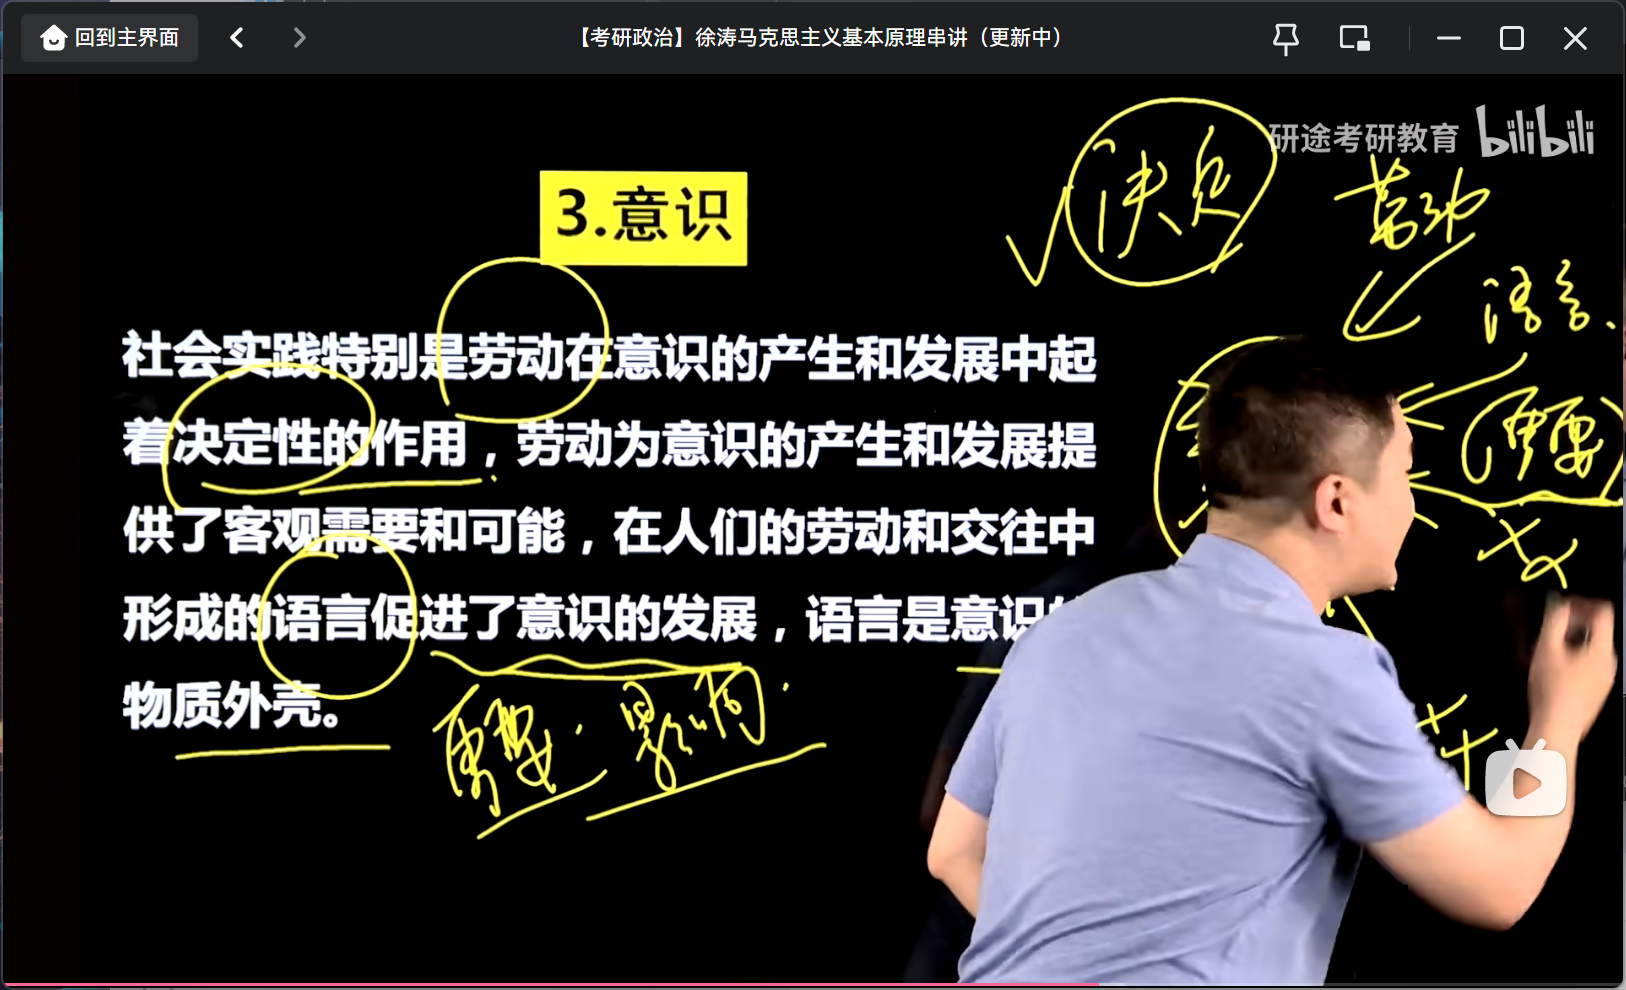 回到主界面
【考研政治】徐涛马克思主义基本原理串讲（更新中）
研途考研教育 bilibili
3.意识
社会实践特别是劳动在意识的产生和发展中起
着决定性的作用，劳动为意识的产生和发展提
供了客观需要和可能，在人们的劳动和交往中
形成的语言促进了意识的发展，语言是意识
物质外壳。
决定
劳动
语言
重要
重要 影响